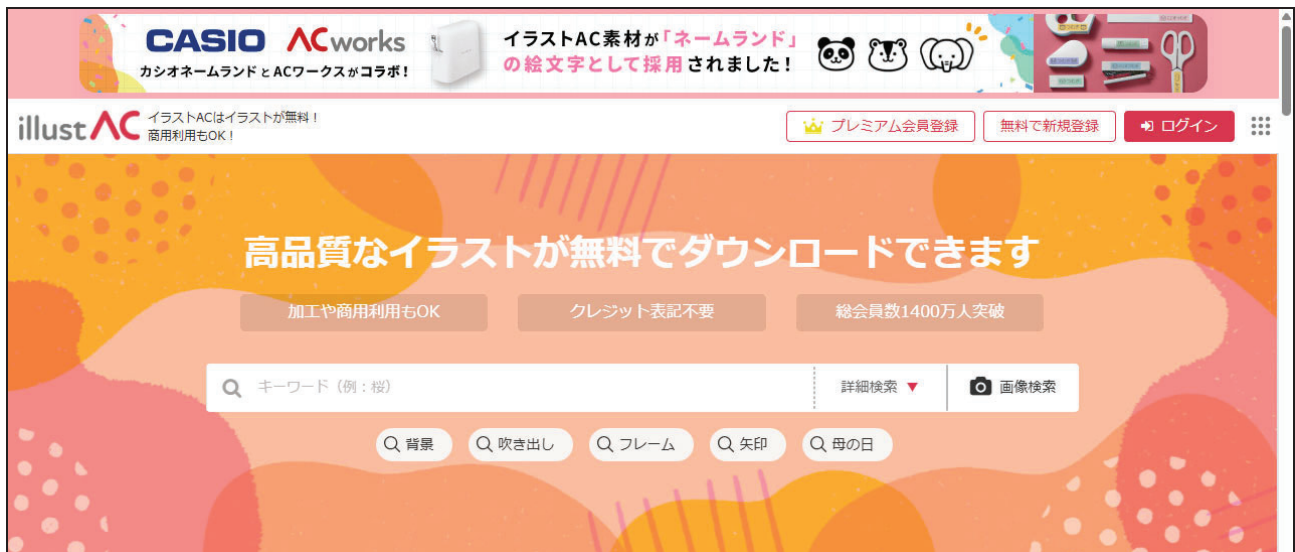 CASIO ACworks
カシオネームランドとACワークスがコラボ！
イラストAC素材が「ネームランド」
の絵文字として採用されました！
illustAC
イラストACはイラストが無料！
商用利用もOK！
プレミアム会員登録
無料で新規登録
ログイン
高品質なイラストが無料でダウンロードできます
加工や商用利用もOK
クレジット表記不要
総会員数1400万人突破
キーワード（例：桜）
詳細検索 ▼
画像検索
背景
吹き出し
フレーム
矢印
母の日